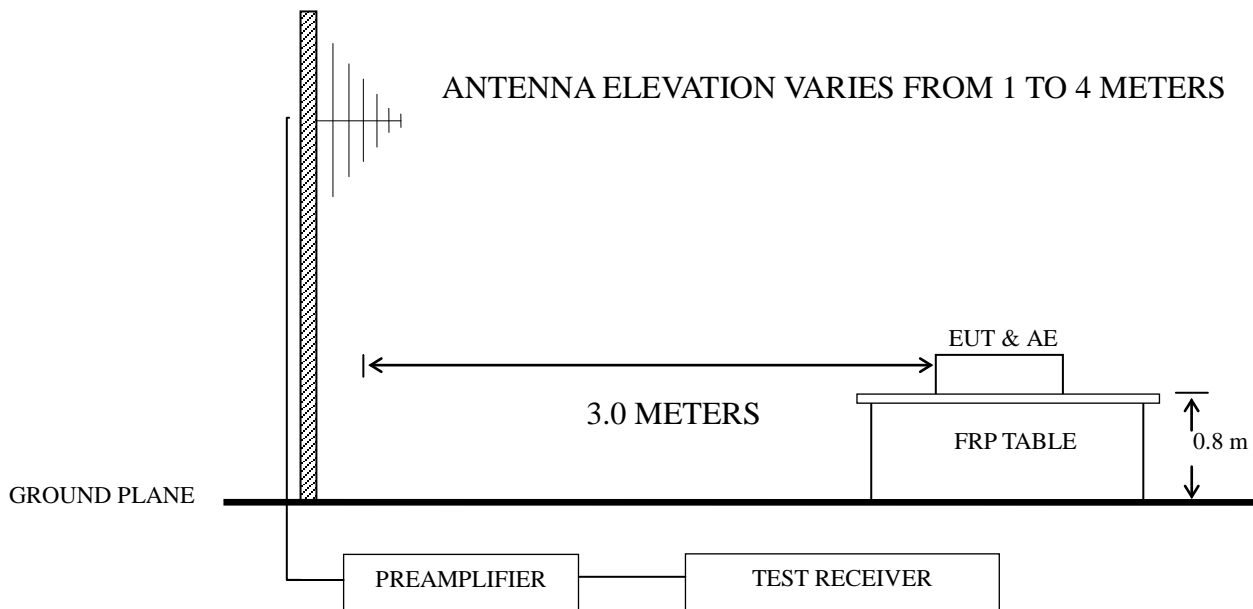 ANTENNA ELEVATION VARIES FROM 1 TO 4 METERS
EUT & AE
3.0 METERS
FRP TABLE
0.8 m
GROUND PLANE
PREAMPLIFIER
TEST RECEIVER